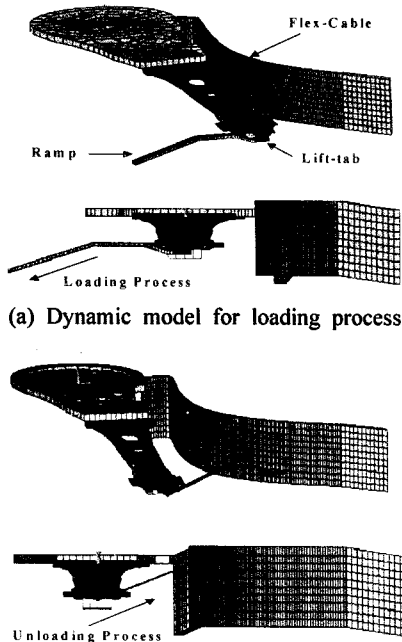 Flex-Cable
Ramp
Lift-tab
Loading Process
(a) Dynamic model for loading process
Unloading Process